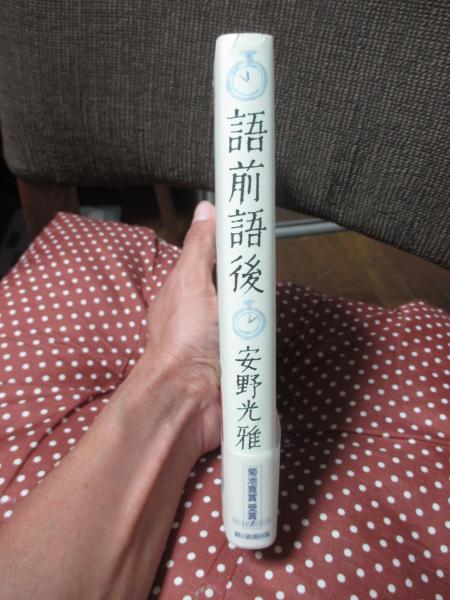 語前語後
安野光雅
菊池寛賞受賞!
朝日新聞出版